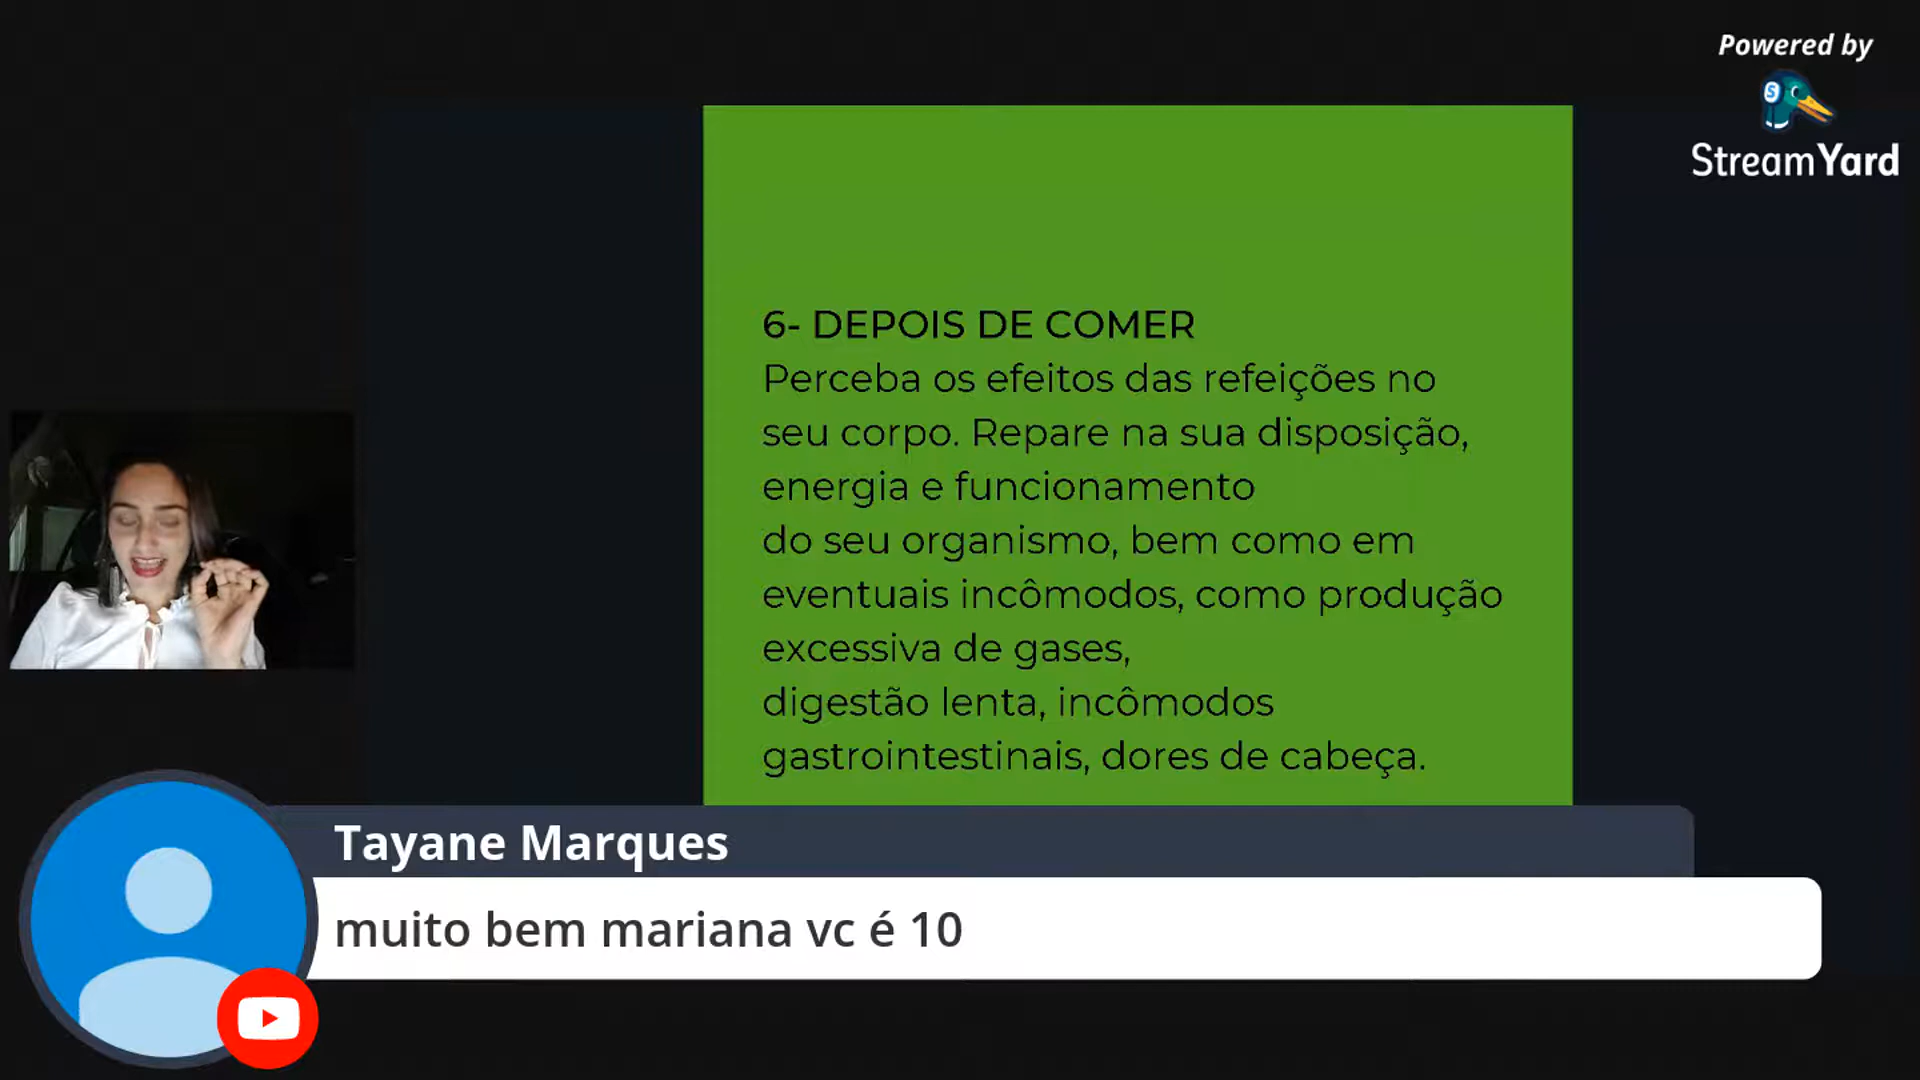 Powered by
StreamYard
6- DEPOIS DE COMER
Perceba os efeitos das refeições no
seu corpo. Repare na sua disposição,
energia e funcionamento
do seu organismo, bem como em
eventuais incômodos, como produção
excessiva de gases,
digestão lenta, incômodos
gastrointestinais, dores de cabeça.
Tayane Marques
muito bem mariana vc é 10